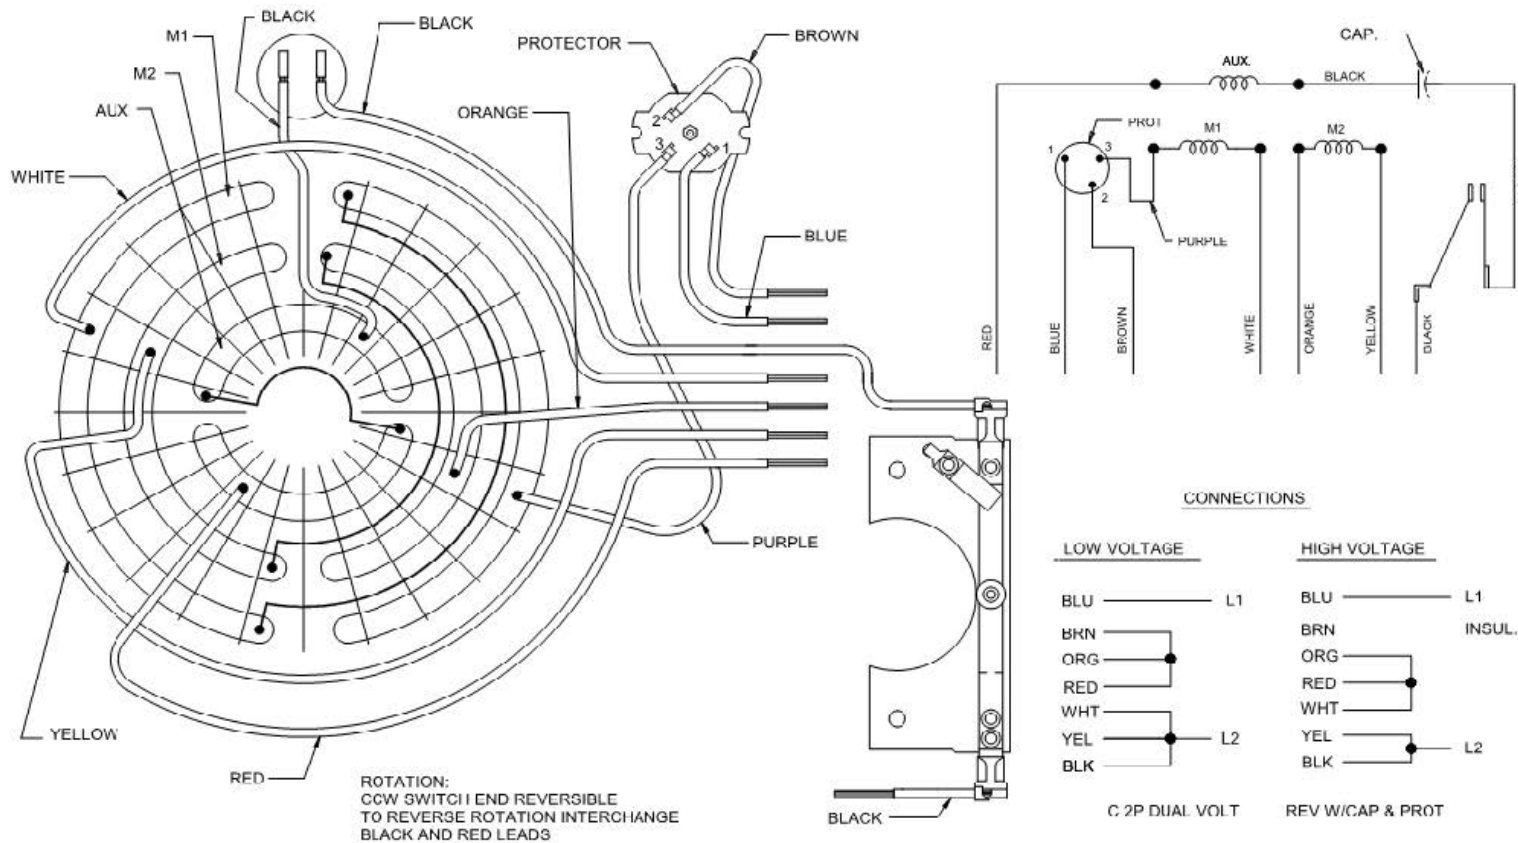 BLACK
BLACK
M1
M2
AUX
WHITE
PROTECTOR
BROWN
ORANGE
2
3
1
BLUE
PURPLE
YELLOW
RED
BLACK
ROTATION:
CCW SWITCH END REVERSIBLE
TO REVERSE ROTATION INTERCHANGE
BLACK AND RED LEADS
CAP.
AUX.
BLACK
PROT
M1
M2
1
3
2
PURPLE
RED
BLUE
BROWN
WHITE
ORANGE
YELLOW
BLACK
CONNECTIONS
LOW VOLTAGE
BLU L1
BRN
ORG
RED
WHT
YEL L2
BLK
C 2P DUAL VOLT
HIGH VOLTAGE
BLU L1
BRN INSUL.
ORG
RED
WHT
YEL
L2
BLK
REV W/CAP & PROT